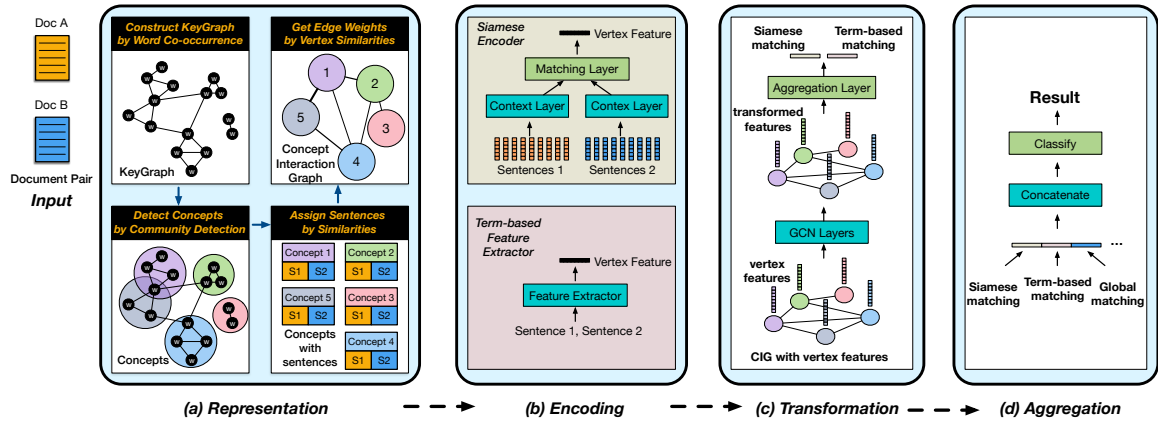 Doc A
Doc B
Document Pair
Input
Construct KeyGraph
by Word Co-occurrence
W W W W W W W W W W W W W W W W
KeyGraph
Get Edge Weights
by Vertex Similarities
1
2
5
3
4
Concept
Interaction
Graph
Detect Concepts
by Community Detection
W W W W W W W W W W W W W W W W
Concepts
Assign Sentences
by Similarities
Concept 1
S1 S2
Concept 2
S1 S2
Concept 5
S1 S2
Concept 3
S1 S2
Concept 4
S1 S2
Concepts
with
sentences
(a) Representation
Siamese
Encoder
Vertex Feature
Matching Layer
Context Layer
Contex Layer
Sentences 1
Sentences 2
Term-based
Feature
Extractor
Vertex Feature
Feature Extractor
Sentence 1, Sentence 2
(b) Encoding
Siamese
matching
Term-based
matching
Aggregation Layer
transformed
features
GCN Layers
vertex
features
CIG with vertex features
(c) Transformation
Result
Classify
Concatenate
...
Siamese
matching
Term-based
matching
Global
matching
(d) Aggregation